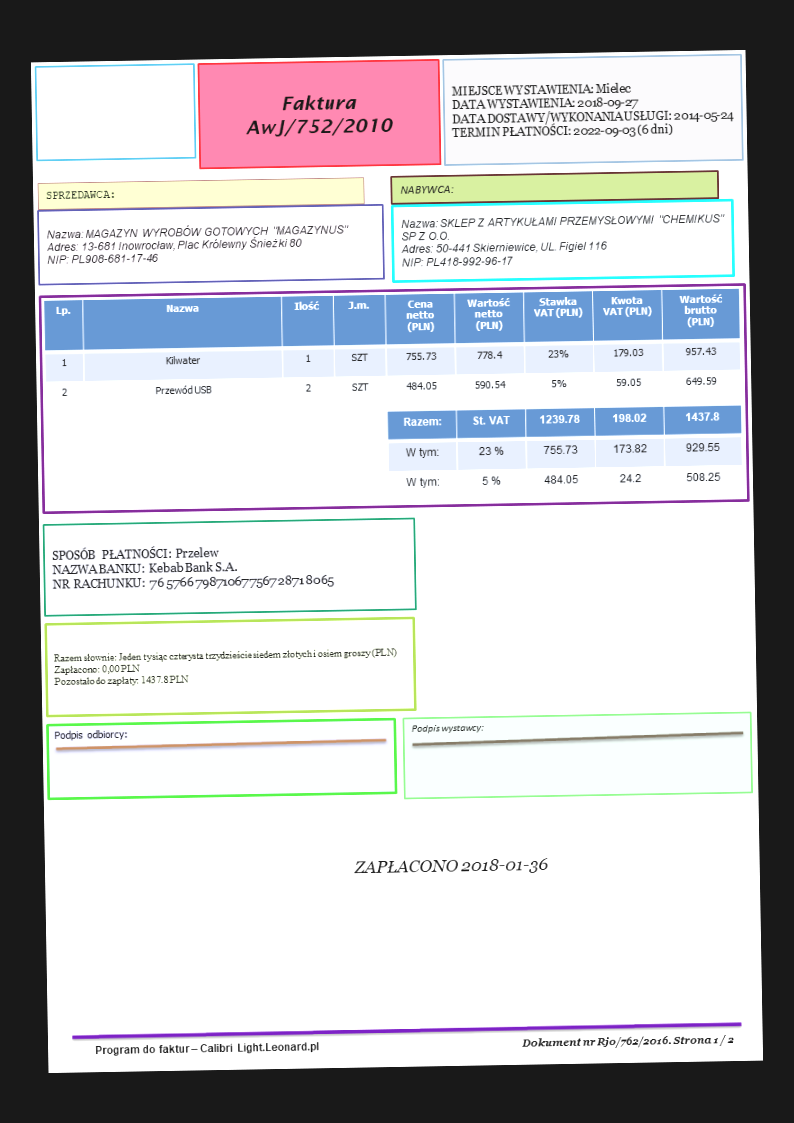 Faktura
AwJ/752/2010
MIEJSCE WYSTAWIENIA: Mielec
DATA WYSTAWIENIA: 2018-09-27
DATA DOSTAWY/WYKONANIA USŁUGI: 2014-05-24
TERMIN PŁATNOŚCI: 2022-09-03 (6 dni)
SPRZEDAWCA:
Nazwa: MAGAZYN WYROBÓW GOTOWYCH "MAGAZYNUS"
Adres: 13-681 Inowrocław, Plac Królewny Śnieżki 80
NIP: PL908-681-17-46
NABYWCA:
Nazwa: SKLEP Z ARTYKUŁAMI PRZEMYSŁOWYMI "CHEMIKUS"
SP Z O.O.
Adres: 50-441 Skierniewice, UL. Figiel 116
NIP: PL418-992-96-17
Lp. Nazwa Ilość J.m. Cena netto (PLN) Wartość netto (PLN) Stawka VAT (PLN) Kwota VAT (PLN) Wartość brutto (PLN)
1 Kilwater 1 SZT 755.73 778.4 23% 179.03 957.43
2 Przewód USB 2 SZT 484.05 590.54 5% 59.05 649.59
Razem: St. VAT 1239.78 198.02 1437.8
W tym: 23 % 755.73 173.82 929.55
W tym: 5 % 484.05 24.2 508.25
SPOSÓB PŁATNOŚCI: Przelew
NAZWA BANKU: Kebab Bank S.A.
NR RACHUNKU: 76 5766 7987 1067 7567 2871 8065
Razem słownie: Jeden tysiąc czterysta trzydzieście siedem złotych i osiem groszy (PLN)
Zapłacono: 0,00 PLN
Pozostało do zapłaty: 1437.8 PLN
Podpis odbiorcy:
Podpis wystawcy:
ZAPŁACONO 2018-01-36
Program do faktur – Calibri Light.Leonard.pl
Dokument nr Rjo/762/2016. Strona 1 / 2